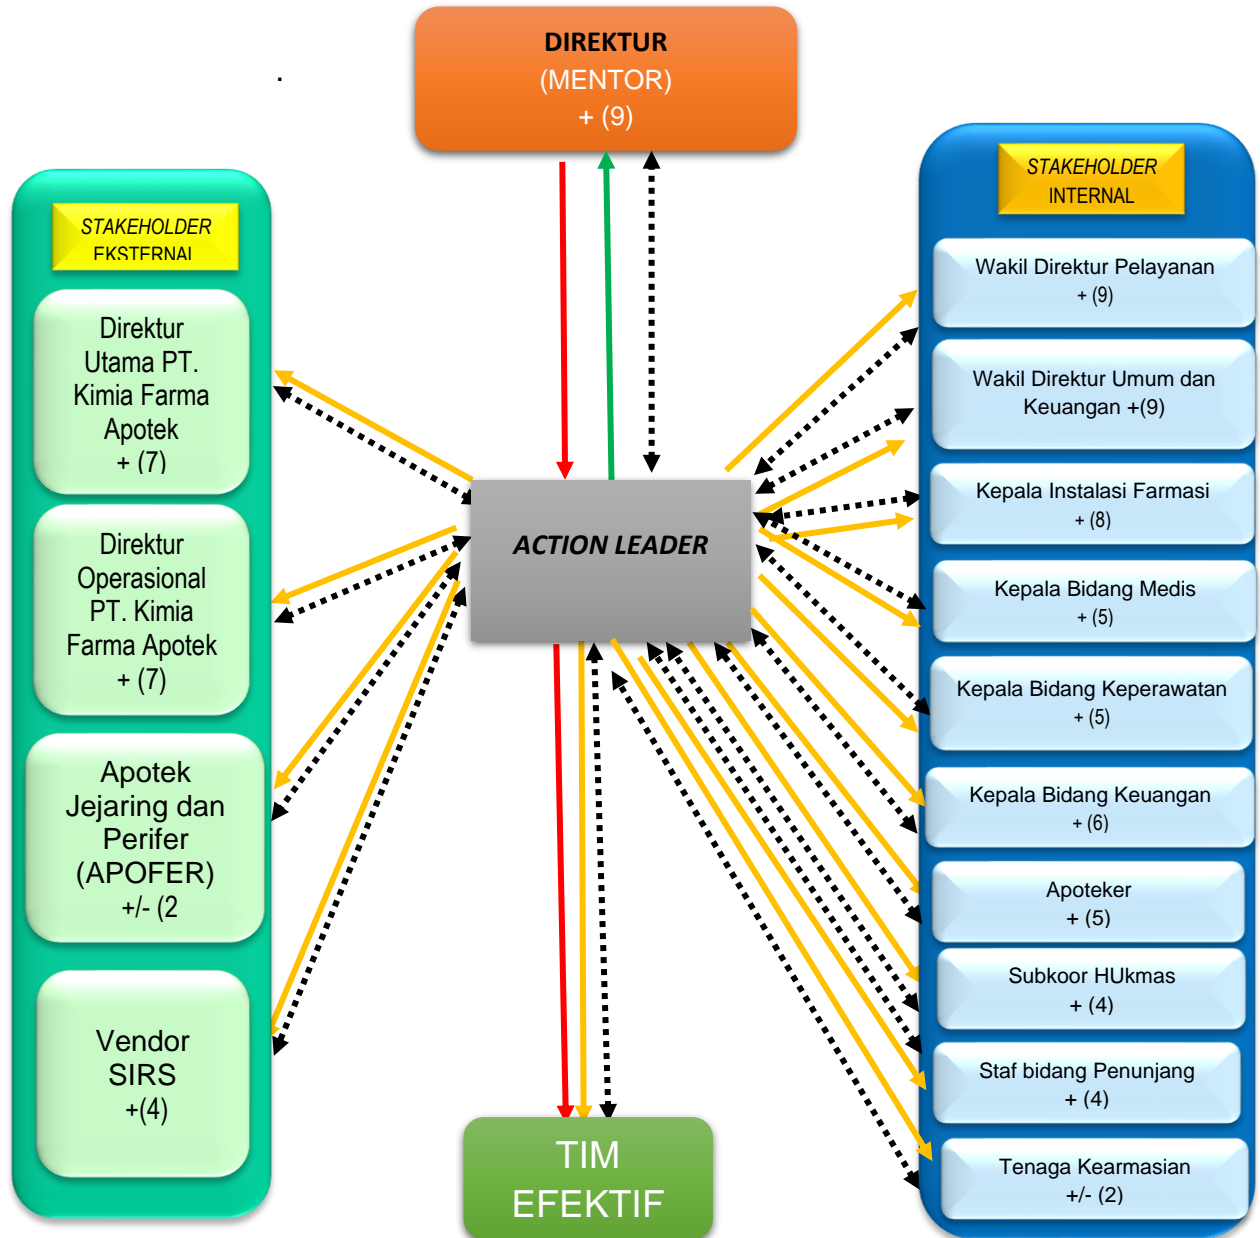 DIREKTUR
(MENTOR)
+ (9)
.
STAKEHOLDER
EKSTERNAL
Direktur
Utama PT.
Kimia Farma
Apotek
+ (7)
Direktur
Operasional
PT. Kimia
Farma Apotek
+ (7)
Apotek
Jejaring dan
Perifer
(APOFER)
+/- (2
Vendor
SIRS
+(4)
ACTION LEADER
TIM
EFEKTIF
STAKEHOLDER
INTERNAL
Wakil Direktur Pelayanan
+ (9)
Wakil Direktur Umum dan
Keuangan +(9)
Kepala Instalasi Farmasi
+ (8)
Kepala Bidang Medis
+ (5)
Kepala Bidang Keperawatan
+ (5)
Kepala Bidang Keuangan
+ (6)
Apoteker
+ (5)
Subkoor HUkmas
+ (4)
Staf bidang Penunjang
+ (4)
Tenaga Kearmasian
+/- (2)